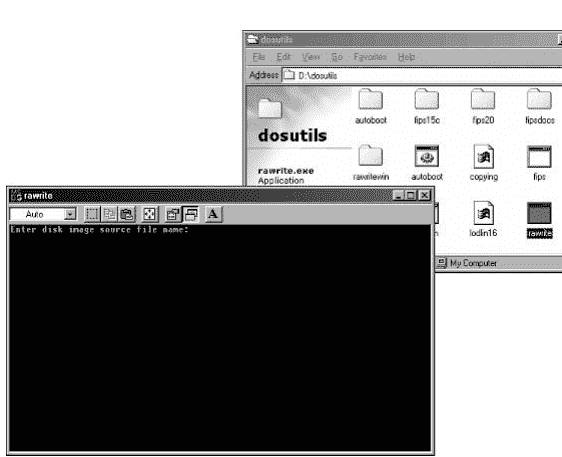 dosutils
File Edit View Go Favorites Help
Address D:\dosutils
autoboot fips15c fips20 fipsdocs
dosutils
rawrite.exe
Application
rawritewin autoboot copying fips
lodlin16 rawrite
My Computer
rawrite
Auto A
Enter disk image source file name: